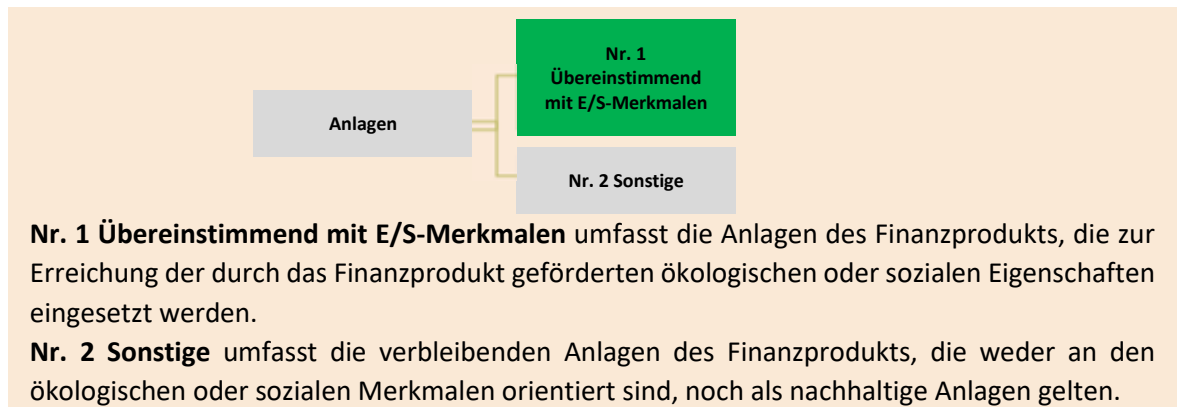 Nr. 1
Übereinstimmend
mit E/S-Merkmalen
Anlagen
Nr. 2 Sonstige
Nr. 1 Übereinstimmend mit E/S-Merkmalen umfasst die Anlagen des Finanzprodukts, die zur
Erreichung der durch das Finanzprodukt geförderten ökologischen oder sozialen Eigenschaften
eingesetzt werden.
Nr. 2 Sonstige umfasst die verbleibenden Anlagen des Finanzprodukts, die weder an den
ökologischen oder sozialen Merkmalen orientiert sind, noch als nachhaltige Anlagen gelten.